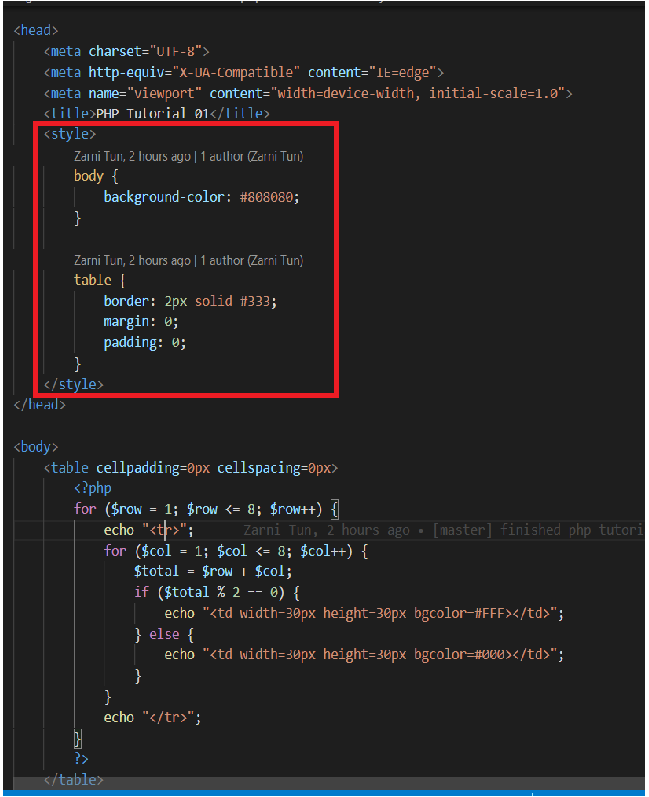 <head>
<meta charset="UTF-8">
<meta http-equiv="X-UA-Compatible" content="IE=edge">
<meta name="viewport" content="width=device-width, initial-scale=1.0">
<title>PHP Tutorial 01</title>
<style>
Zarni Tun, 2 hours ago | 1 author (Zarni Tun)
body {
background-color: #808080;
}
Zarni Tun, 2 hours ago | 1 author (Zarni Tun)
table {
border: 2px solid #333;
margin: 0;
padding: 0;
}
</style>
</head>
<body>
<table cellpadding=0px cellspacing=0px>
<?php
for ($row = 1; $row <= 8; $row++) {
echo "<tr>"; Zarni Tun, 2 hours ago • [master] finished php tutori
for ($col = 1; $col <= 8; $col++) {
$total = $row + $col;
if ($total % 2 == 0) {
echo "<td width=30px height=30px bgcolor=#FFF></td>";
} else {
echo "<td width=30px height=30px bgcolor=#000></td>";
}
}
echo "</tr>";
}
?>
</table>